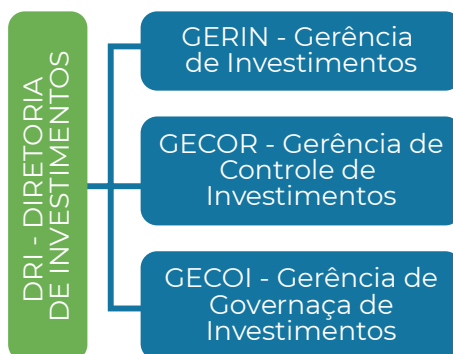 DRI - DIRETORIA
DE INVESTIMENTOS
GERIN - Gerência
de Investimentos
GECOR - Gerência de
Controle de
Investimentos
GECOI - Gerência de
Governaça de
Investimentos